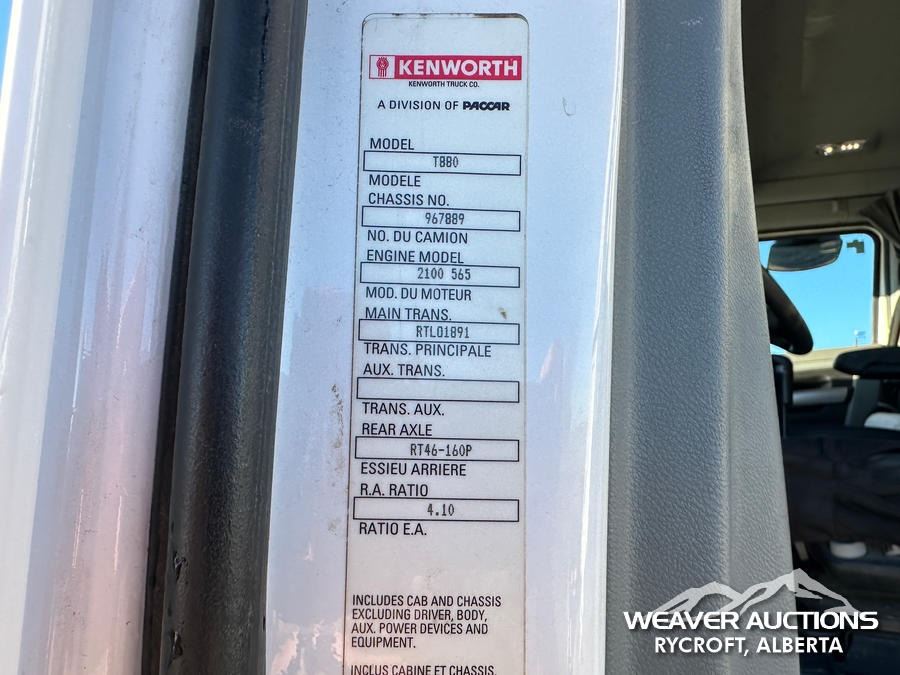 KENWORTH
KENWORTH TRUCK CO.
A DIVISION OF PACCAR
MODEL
T880
MODELE
CHASSIS NO.
967889
NO. DU CAMION
ENGINE MODEL
2100 565
MOD. DU MOTEUR
MAIN TRANS.
RTLO1891
TRANS. PRINCIPALE
AUX. TRANS.
TRANS. AUX.
REAR AXLE
RT46-160P
ESSIEU ARRIERE
R.A. RATIO
4.10
RATIO E.A.
INCLUDES CAB AND CHASSIS
EXCLUDING DRIVER, BODY,
AUX. POWER DEVICES AND
EQUIPMENT.
INCLUS CABINE ET CHASSIS,
WEAVER AUCTIONS
RYCROFT, ALBERTA